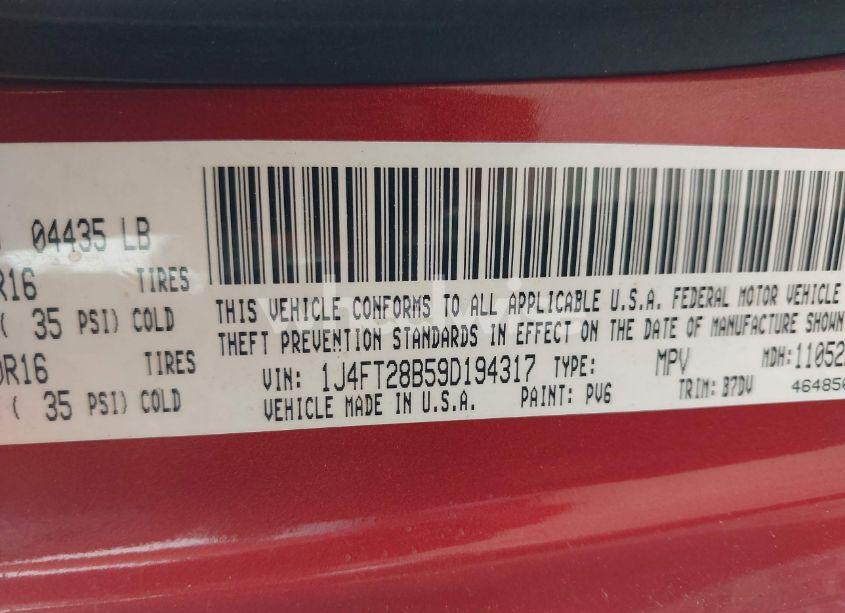 04435 LB
R16 TIRES
( 35 PSI) COLD
0R16 TIRES
( 35 PSI) COLD
THIS VEHICLE CONFORMS TO ALL APPLICABLE U.S.A. FEDERAL MOTOR VEHICLE
THEFT PREVENTION STANDARDS IN EFFECT ON THE DATE OF MANUFACTURE SHOWN
VIN: 1J4FT28B59D194317 TYPE: MPV MDH: 11052
VEHICLE MADE IN U.S.A. PAINT: PV6 TRIM: B7DV 464850